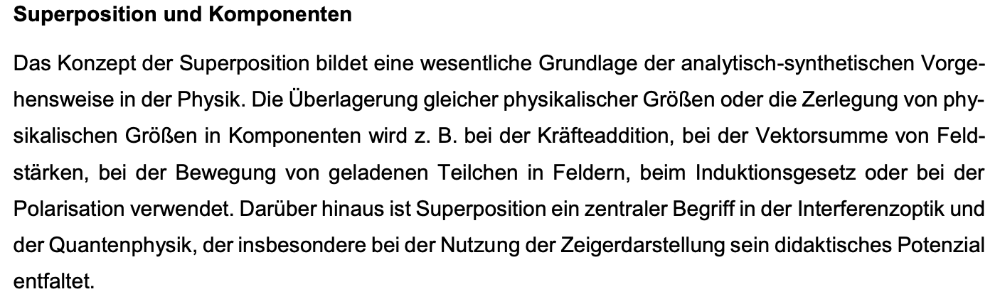 Superposition und Komponenten
Das Konzept der Superposition bildet eine wesentliche Grundlage der analytisch-synthetischen Vorge-
hensweise in der Physik. Die Überlagerung gleicher physikalischer Größen oder die Zerlegung von phy-
sikalischen Größen in Komponenten wird z. B. bei der Kräfteaddition, bei der Vektorsumme von Feld-
stärken, bei der Bewegung von geladenen Teilchen in Feldern, beim Induktionsgesetz oder bei der
Polarisation verwendet. Darüber hinaus ist Superposition ein zentraler Begriff in der Interferenzoptik und
der Quantenphysik, der insbesondere bei der Nutzung der Zeigerdarstellung sein didaktisches Potenzial
entfaltet.